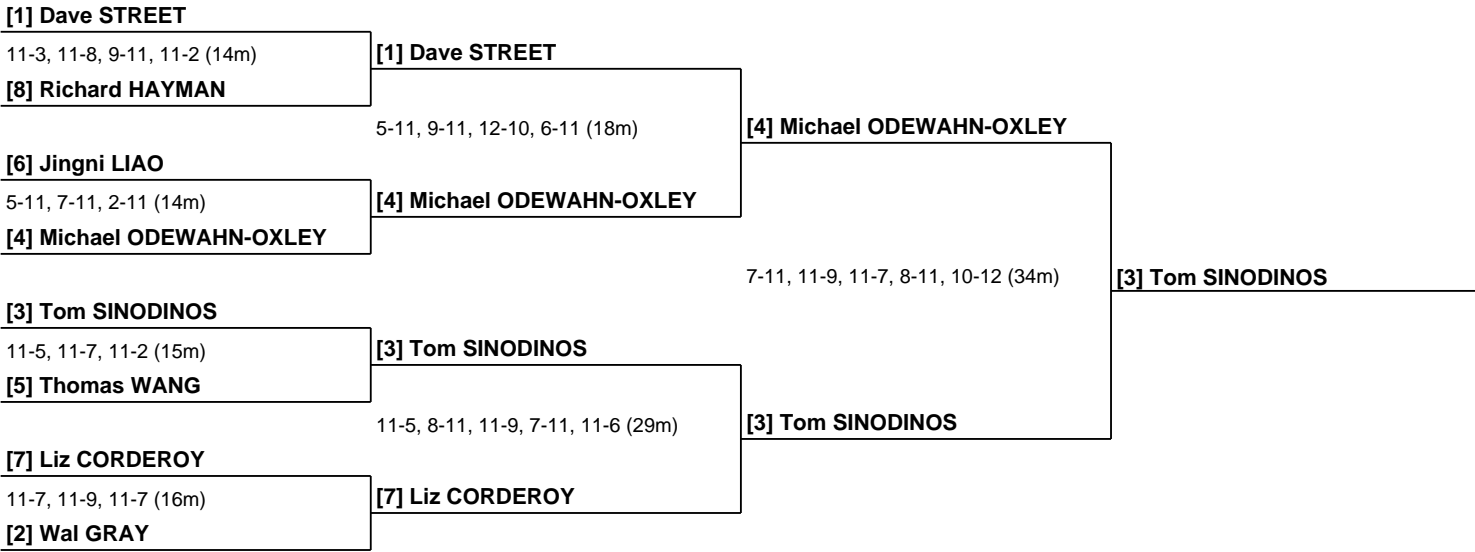 [1] Dave STREET
11-3, 11-8, 9-11, 11-2 (14m)
[8] Richard HAYMAN
[6] Jingni LIAO
5-11, 7-11, 2-11 (14m)
[4] Michael ODEWAHN-OXLEY
[3] Tom SINODINOS
11-5, 11-7, 11-2 (15m)
[5] Thomas WANG
[7] Liz CORDEROY
11-7, 11-9, 11-7 (16m)
[2] Wal GRAY
[1] Dave STREET
5-11, 9-11, 12-10, 6-11 (18m)
[4] Michael ODEWAHN-OXLEY
[3] Tom SINODINOS
11-5, 8-11, 11-9, 7-11, 11-6 (29m)
[7] Liz CORDEROY
[4] Michael ODEWAHN-OXLEY
7-11, 11-9, 11-7, 8-11, 10-12 (34m)
[3] Tom SINODINOS
[3] Tom SINODINOS